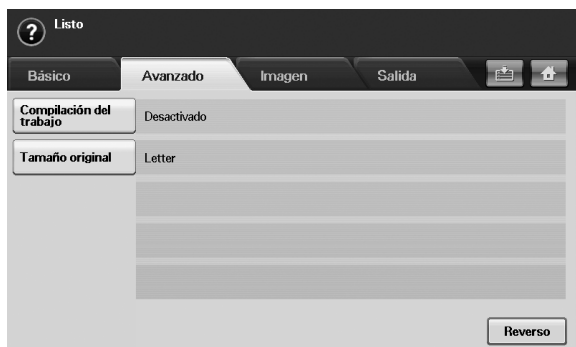 Listo
Básico Avanzado Imagen Salida
Compilación del
trabajo
Desactivado
Tamaño original Letter
Reverso